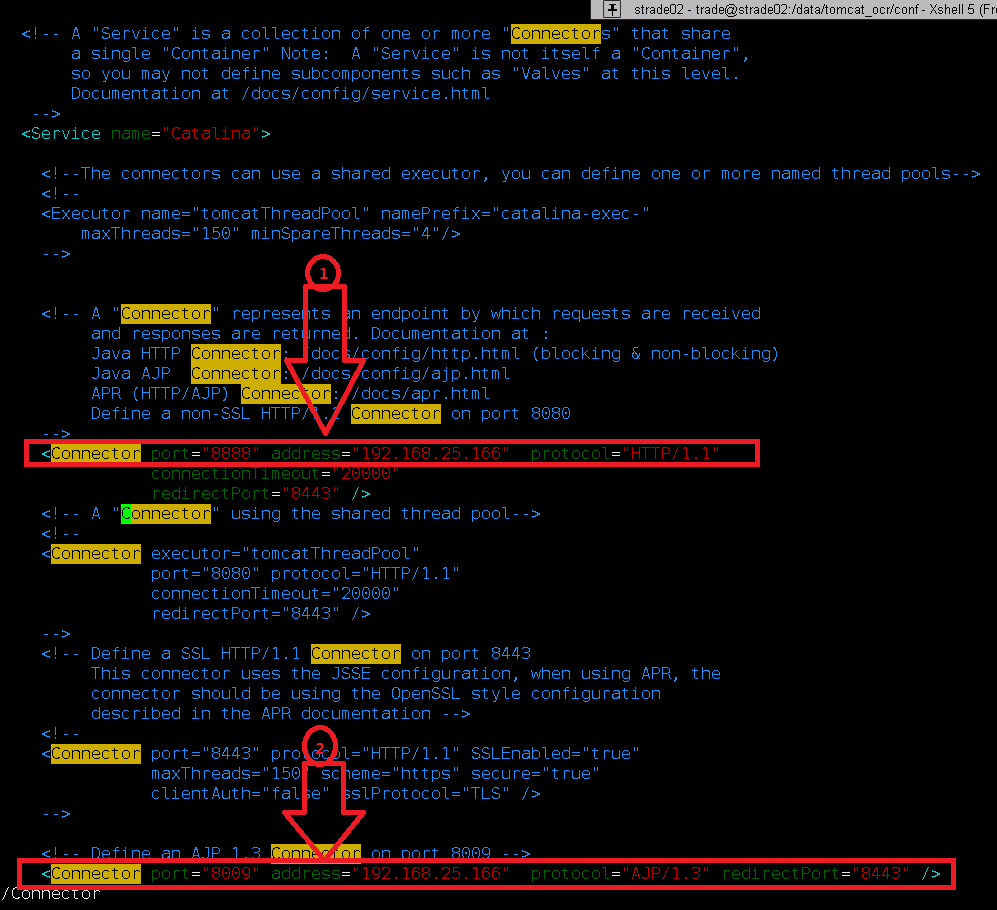 strade02 - trade@strade02:/data/tomcat_ocr/conf - Xshell 5 (Fr
<!-- A "Service" is a collection of one or more "Connectors" that share
a single "Container" Note:  A "Service" is not itself a "Container",
so you may not define subcomponents such as "Valves" at this level.
Documentation at /docs/config/service.html
-->
<Service name="Catalina">
<!--The connectors can use a shared executor, you can define one or more named thread pools-->
<!--
<Executor name="tomcatThreadPool" namePrefix="catalina-exec-"
maxThreads="150" minSpareThreads="4"/>
-->
1
<!-- A "Connector" represents an endpoint by which requests are received
and responses are returned. Documentation at :
Java HTTP Connector: /docs/config/http.html (blocking & non-blocking)
Java AJP  Connector: /docs/config/ajp.html
APR (HTTP/AJP) Connector: /docs/apr.html
Define a non-SSL HTTP/1.1 Connector on port 8080
-->
<Connector port="8888" address="192.168.25.166"  protocol="HTTP/1.1"
connectionTimeout="20000"
redirectPort="8443" />
<!-- A "Connector" using the shared thread pool-->
<!--
<Connector executor="tomcatThreadPool"
port="8080" protocol="HTTP/1.1"
connectionTimeout="20000"
redirectPort="8443" />
-->
<!-- Define a SSL HTTP/1.1 Connector on port 8443
This connector uses the JSSE configuration, when using APR, the
connector should be using the OpenSSL style configuration
described in the APR documentation -->
<!--
2
<Connector port="8443" protocol="HTTP/1.1" SSLEnabled="true"
maxThreads="150" scheme="https" secure="true"
clientAuth="false" sslProtocol="TLS" />
-->
<!-- Define an AJP 1.3 Connector on port 8009 -->
<Connector port="8009" address="192.168.25.166"  protocol="AJP/1.3" redirectPort="8443" />
/Connector